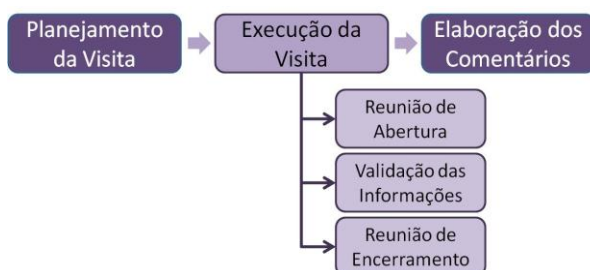 Planejamento
da Visita
Execução da
Visita
Elaboração dos
Comentários
Reunião de
Abertura
Validação das
Informações
Reunião de
Encerramento